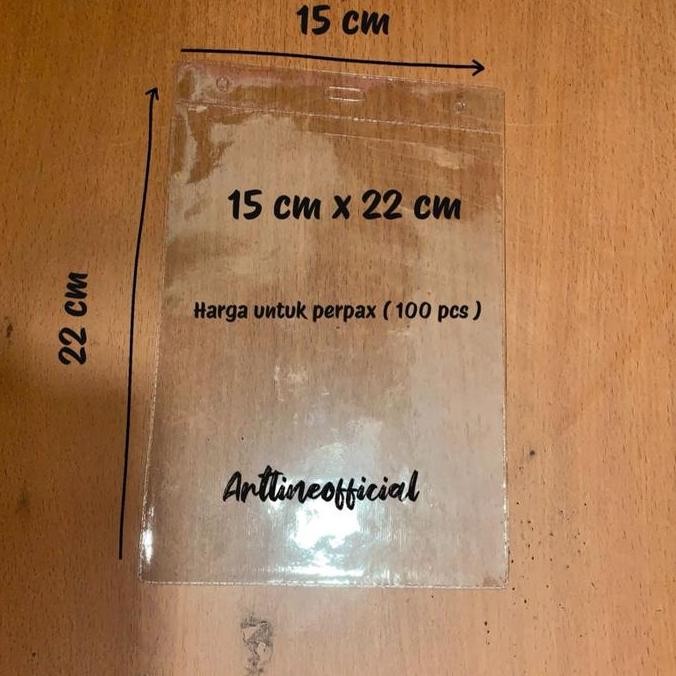 15 cm
15 cm x 22 cm
22 cm
Harga untuk perpax ( 100 pcs )
Arttineofficial